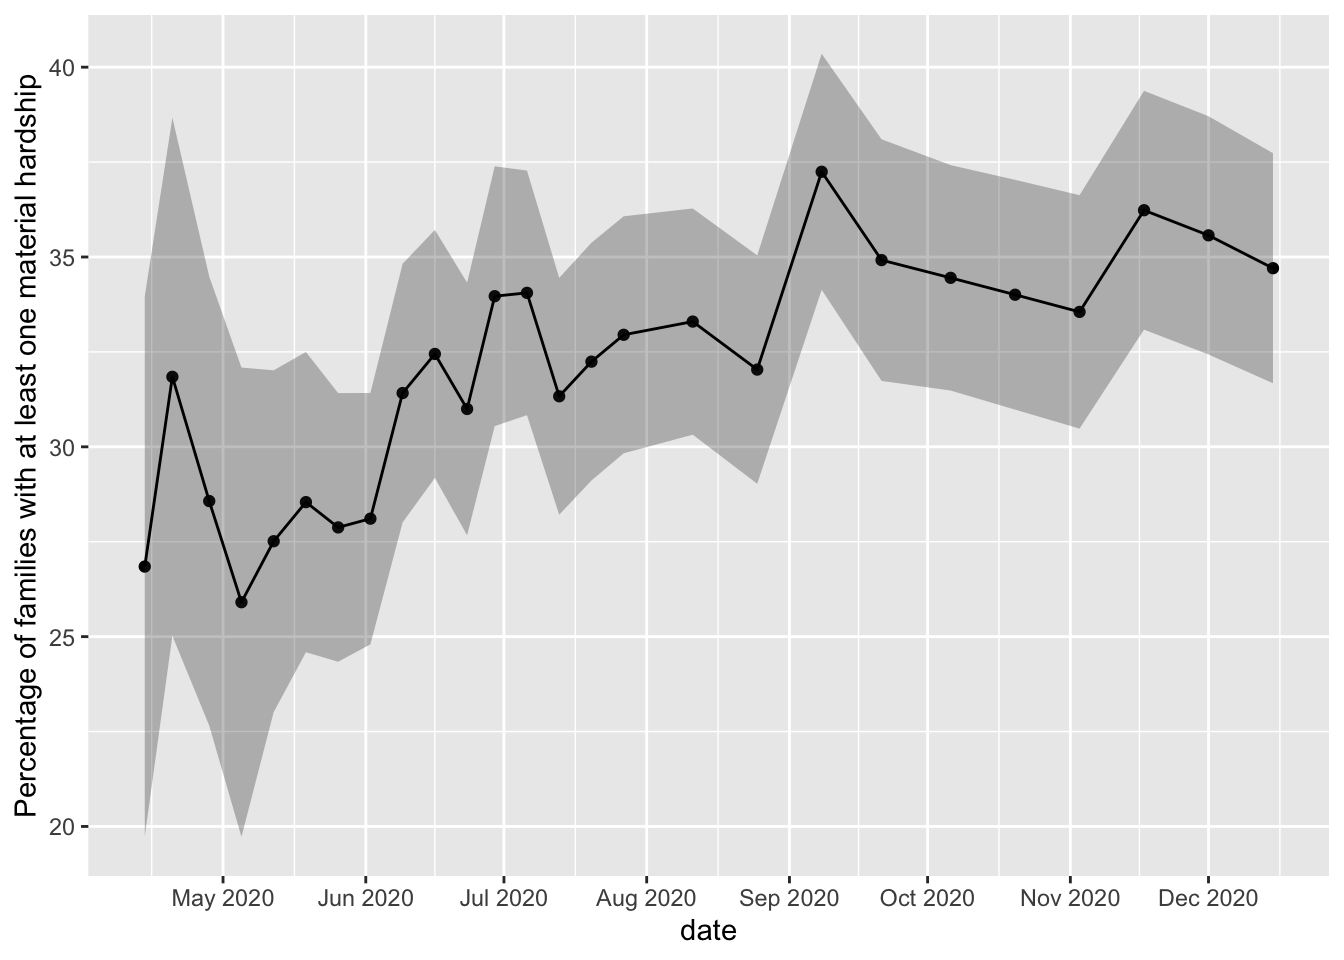 Percentage of families with at least one material hardship
40
35
30
25
20
May 2020 Jun 2020 Jul 2020 Aug 2020 Sep 2020 Oct 2020 Nov 2020 Dec 2020
date